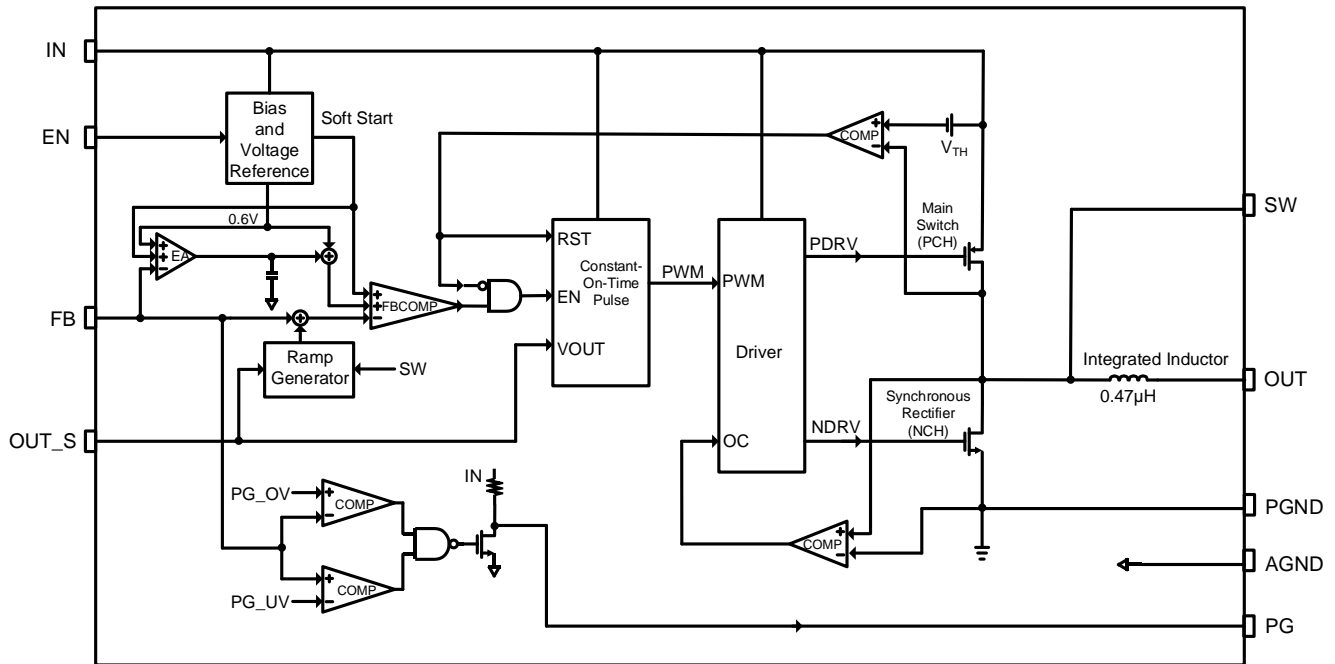 IN
EN
Bias
and
Voltage
Reference
Soft Start
0.6V
+
+
−
EA
+
FB
+
+
+
−
FBCOMP
Ramp
Generator
SW
OUT_S
RST
EN
VOUT
Constant-
On-Time
Pulse
PWM
PWM
Driver
OC
PDRV
NDRV
+
−
COMP
VTH
Main
Switch
(PCH)
Synchronous
Rectifier
(NCH)
Integrated Inductor
0.47µH
+
−
COMP
PG_OV
+
−
COMP
+
−
COMP
PG_UV
IN
SW
OUT
PGND
AGND
PG